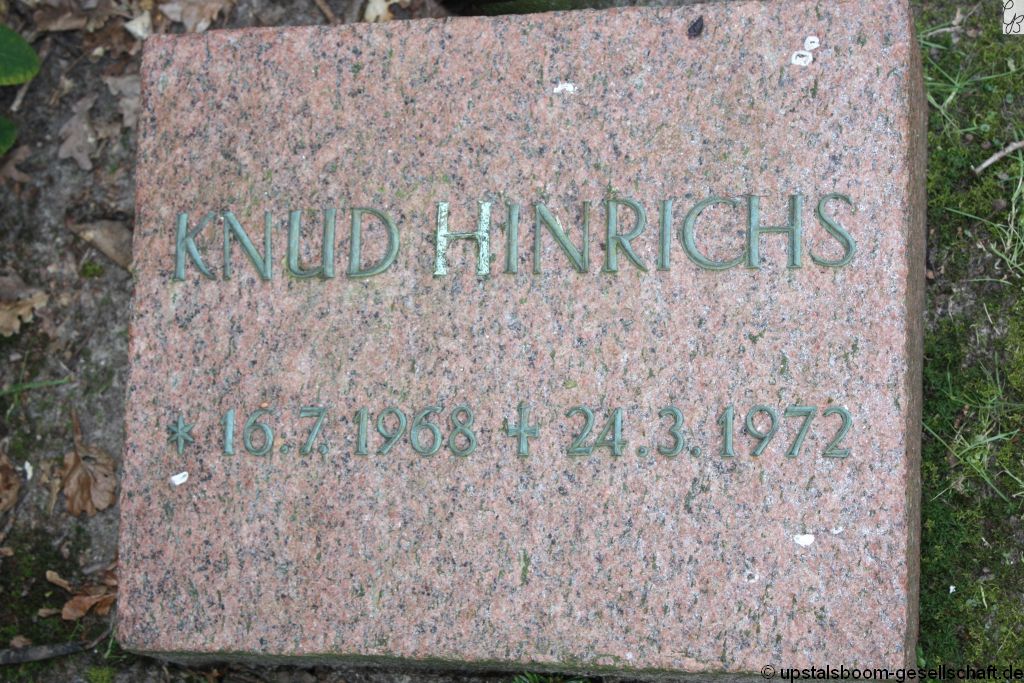 KNUD HINRICHS
* 16.7.1968 † 24.3.1972
© upstalsboom-gesellschaft.de